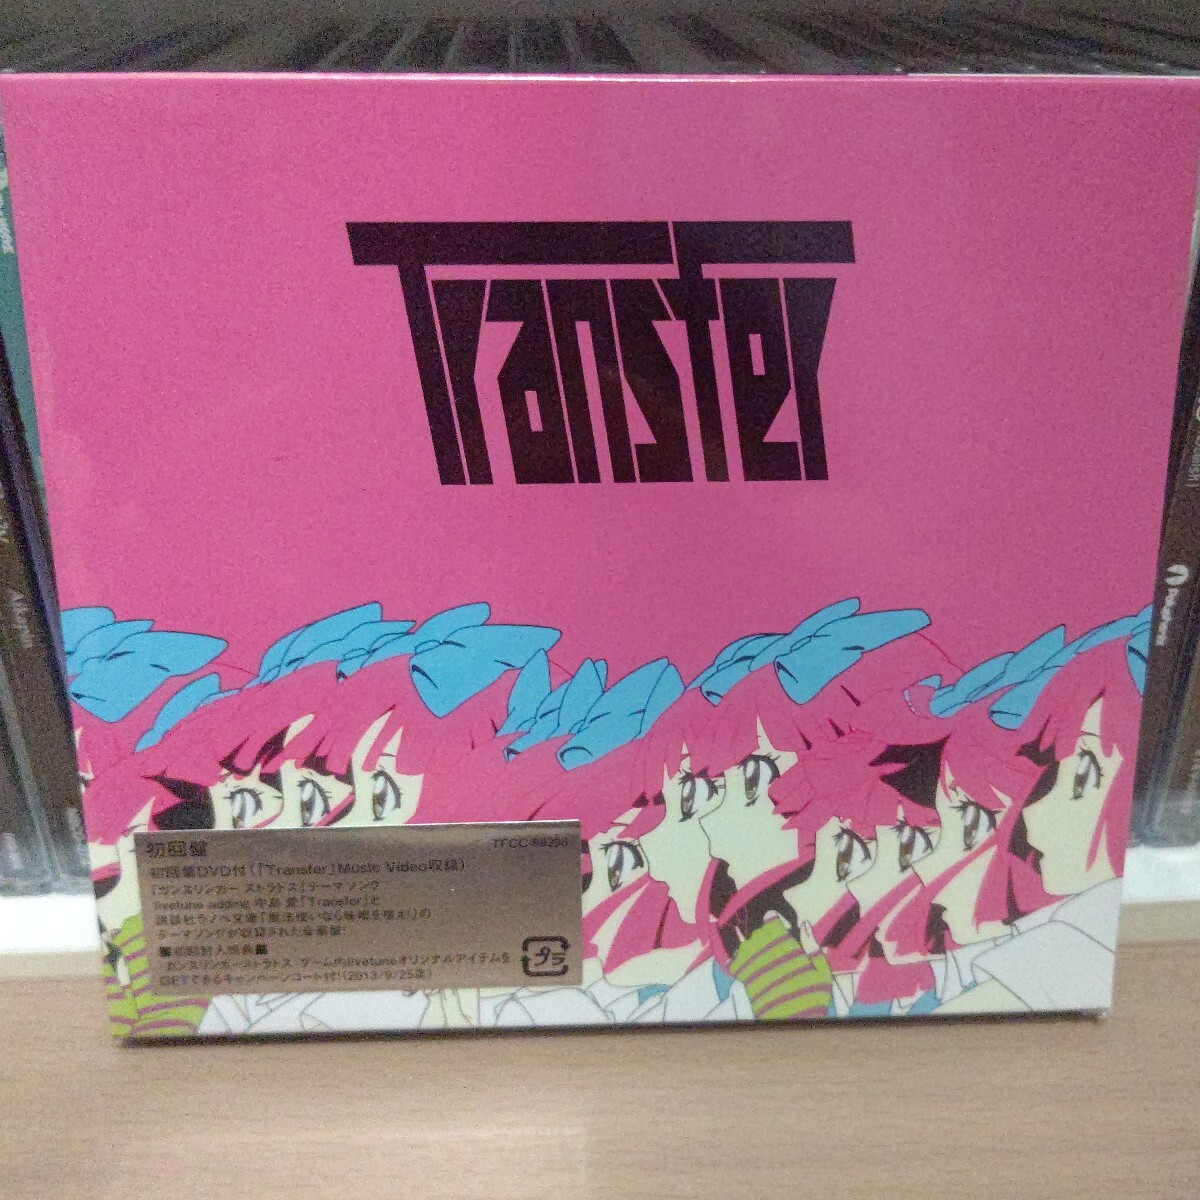 Transfer
初回盤
TFCC-89296
初回盤DVD付(「Transfer」Music Video収録)
「ガンスリンガー ストラトス」テーマソング
livetune adding 中島 愛「Transfer」と
講談社ラノベ文庫「魔法使いなら味噌を喰え!」の
テーマソングが収録された豪華盤!
■初回封入特典■
「ガンスリンガー ストラトス」ゲーム内livetuneオリジナルアイテムを
GETできるキャンペーンコード付!(2013/9/25迄)